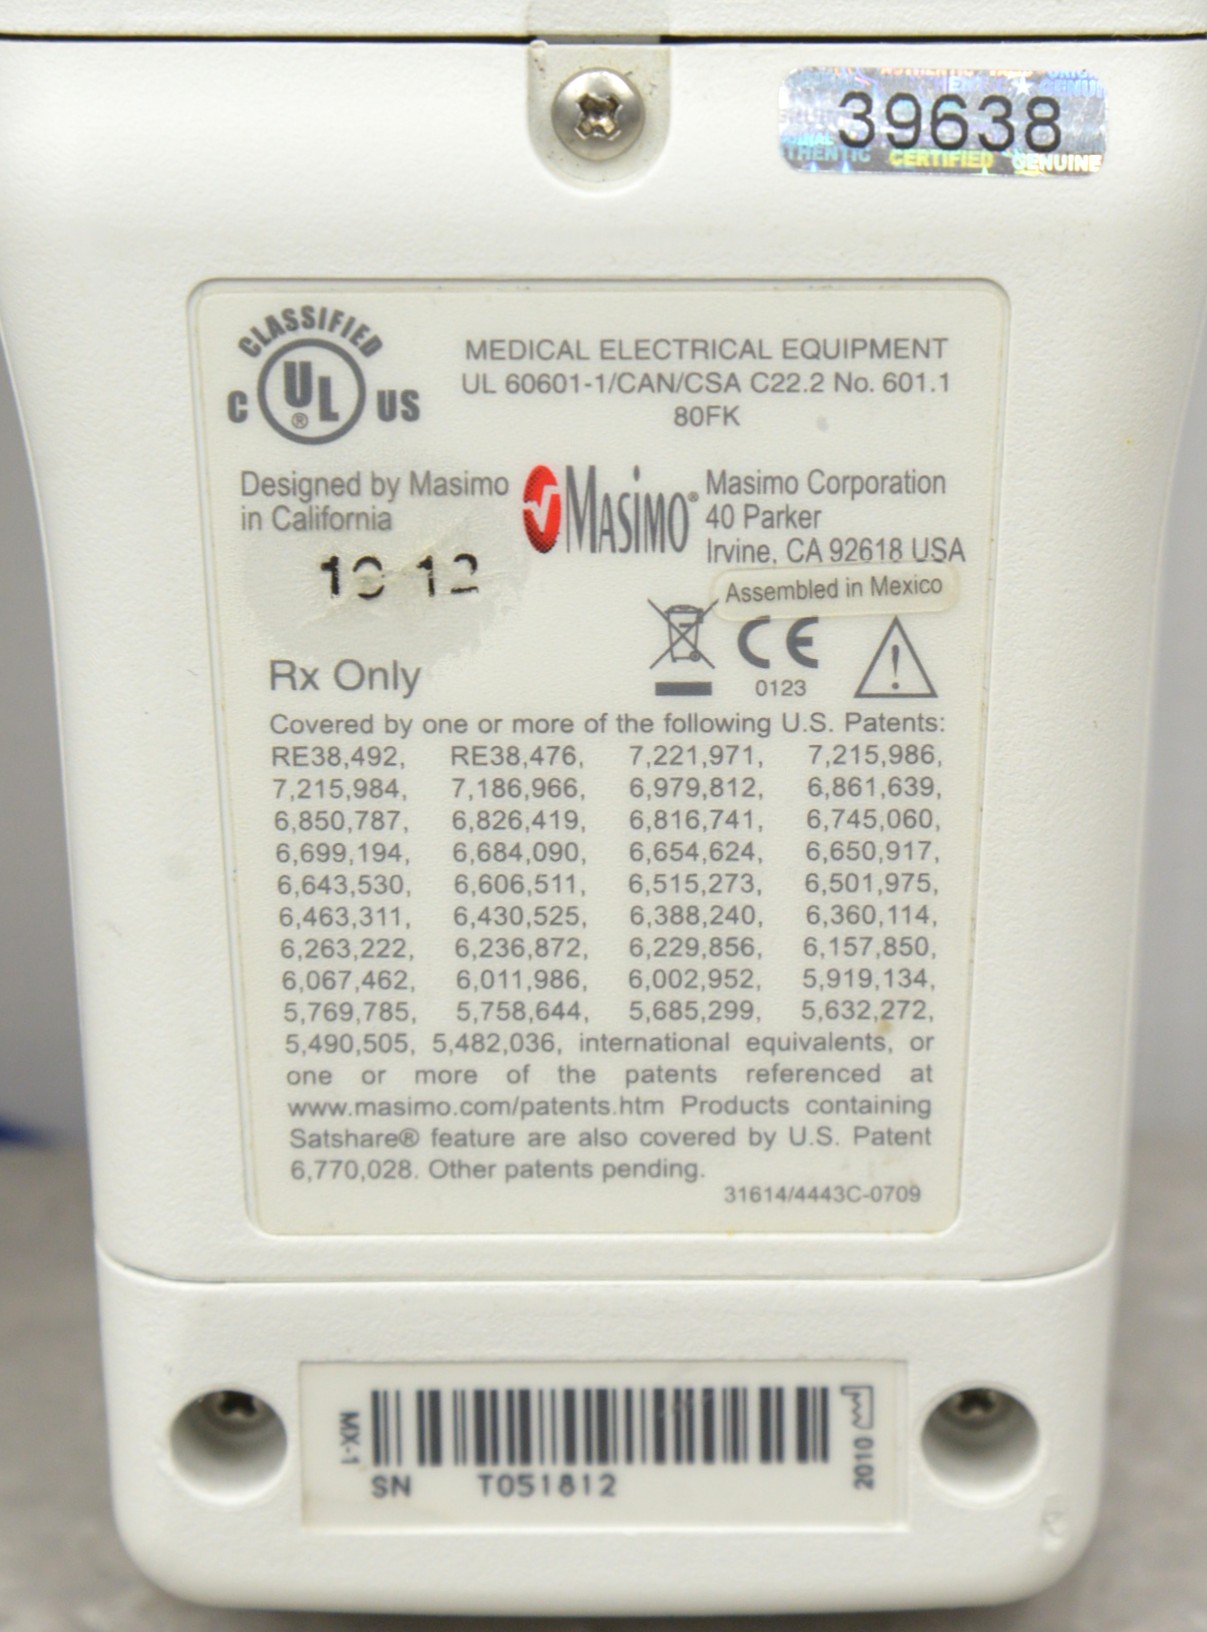 39638
CERTIFIED GENUINE
CLASSIFIED
C UL® US
MEDICAL ELECTRICAL EQUIPMENT
UL 60601-1/CAN/CSA C22.2 No. 601.1
80FK
Designed by Masimo
in California
Masimo®
Masimo Corporation
40 Parker
Irvine, CA 92618 USA
Assembled in Mexico
12
CE
0123
Rx Only
Covered by one or more of the following U.S. Patents:
RE38,492, RE38,476, 7,221,971, 7,215,986,
7,215,984, 7,186,966, 6,979,812, 6,861,639,
6,850,787, 6,826,419, 6,816,741, 6,745,060,
6,699,194, 6,684,090, 6,654,624, 6,650,917,
6,643,530, 6,606,511, 6,515,273, 6,501,975,
6,463,311, 6,430,525, 6,388,240, 6,360,114,
6,263,222, 6,236,872, 6,229,856, 6,157,850,
6,067,462, 6,011,986, 6,002,952, 5,919,134,
5,769,785, 5,758,644, 5,685,299, 5,632,272,
5,490,505, 5,482,036, international equivalents, or
one or more of the patents referenced at
www.masimo.com/patents.htm Products containing
Satshare® feature are also covered by U.S. Patent
6,770,028. Other patents pending.
31614/4443C-0709
MX-1
SN T051812
2010